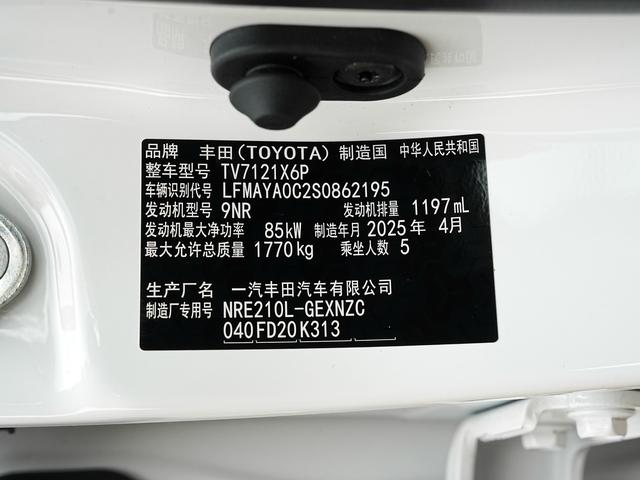 品牌 丰田(TOYOTA) 制造国 中华人民共和国
整车型号 TV7121X6P
车辆识别代号 LFMAYA0C2S0862195
发动机型号 9NR 发动机排量 1197mL
发动机最大净功率 85kW 制造年月 2025年 4月
最大允许总质量 1770kg 乘坐人数 5
生产厂名 一汽丰田汽车有限公司
制造厂专用号 NRE210L-GEXNZC
040FD20K313